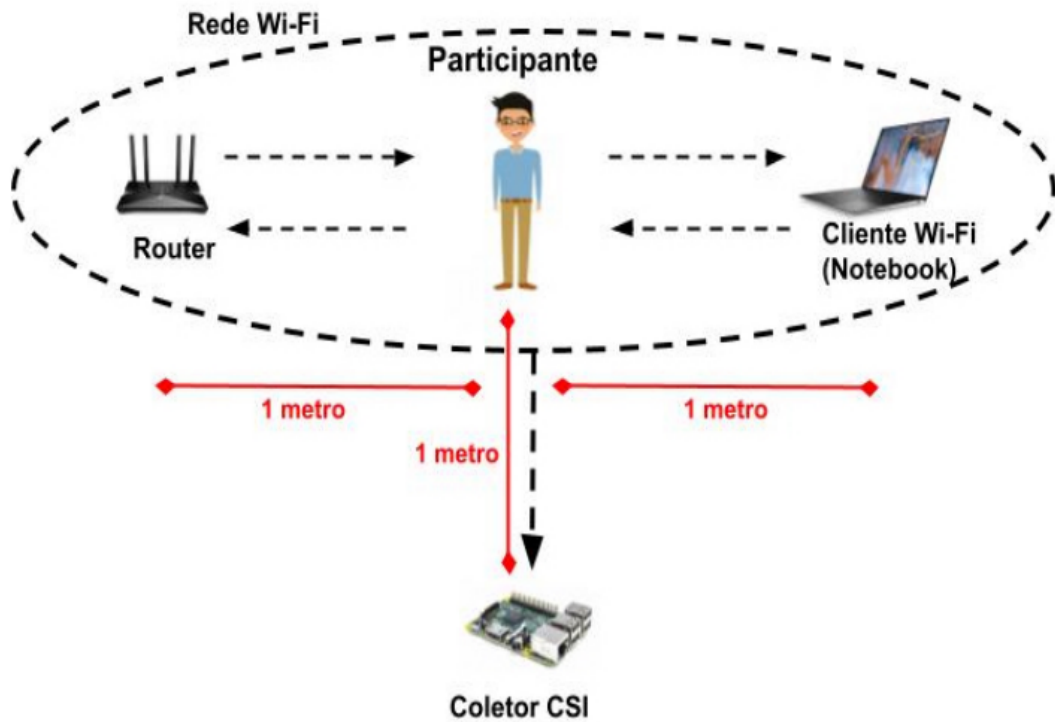 Rede Wi-Fi
Participante
Router
Cliente Wi-Fi
(Notebook)
1 metro
1 metro
1 metro
Coletor CSI